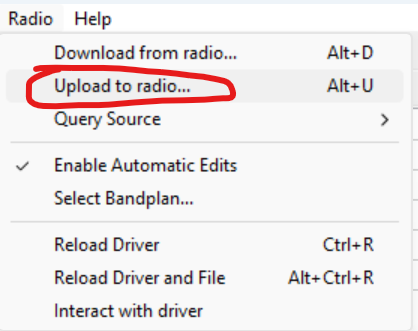 Radio Help
Download from radio... Alt+D
Upload to radio... Alt+U
Query Source
Enable Automatic Edits
Select Bandplan...
Reload Driver Ctrl+R
Reload Driver and File Alt+Ctrl+R
Interact with driver